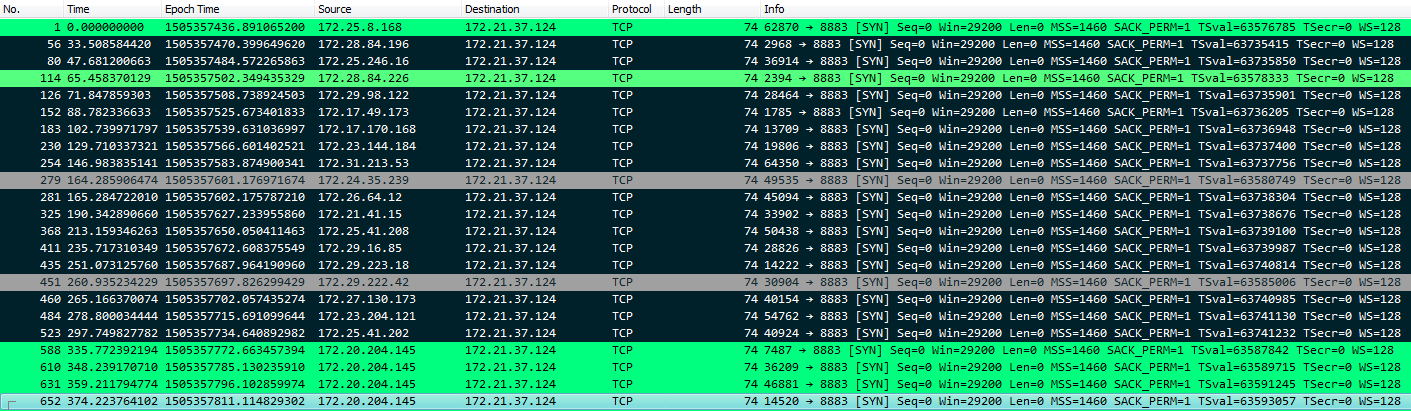 No. Time Epoch Time Source Destination Protocol Length Info
1 0.000000000 1505357436.891065200 172.25.8.168 172.21.37.124 TCP 74 62870 → 8883 [SYN] Seq=0 Win=29200 Len=0 MSS=1460 SACK_PERM=1 TSval=63576785 TSecr=0 WS=128
56 33.508584420 1505357470.399649620 172.28.84.196 172.21.37.124 TCP 74 2968 → 8883 [SYN] Seq=0 Win=29200 Len=0 MSS=1460 SACK_PERM=1 TSval=63735415 TSecr=0 WS=128
80 47.681200663 1505357484.572265863 172.25.246.16 172.21.37.124 TCP 74 36914 → 8883 [SYN] Seq=0 Win=29200 Len=0 MSS=1460 SACK_PERM=1 TSval=63735850 TSecr=0 WS=128
114 65.458370129 1505357502.349435329 172.28.84.226 172.21.37.124 TCP 74 2394 → 8883 [SYN] Seq=0 Win=29200 Len=0 MSS=1460 SACK_PERM=1 TSval=63578333 TSecr=0 WS=128
126 71.847859303 1505357508.738924503 172.29.98.122 172.21.37.124 TCP 74 28464 → 8883 [SYN] Seq=0 Win=29200 Len=0 MSS=1460 SACK_PERM=1 TSval=63735901 TSecr=0 WS=128
152 88.782336633 1505357525.673401833 172.17.49.173 172.21.37.124 TCP 74 1785 → 8883 [SYN] Seq=0 Win=29200 Len=0 MSS=1460 SACK_PERM=1 TSval=63736205 TSecr=0 WS=128
183 102.739971797 1505357539.631036997 172.17.170.168 172.21.37.124 TCP 74 13709 → 8883 [SYN] Seq=0 Win=29200 Len=0 MSS=1460 SACK_PERM=1 TSval=63736948 TSecr=0 WS=128
230 129.710337321 1505357566.601402521 172.23.144.184 172.21.37.124 TCP 74 19806 → 8883 [SYN] Seq=0 Win=29200 Len=0 MSS=1460 SACK_PERM=1 TSval=63737400 TSecr=0 WS=128
254 146.983835141 1505357583.874900341 172.31.213.53 172.21.37.124 TCP 74 64350 → 8883 [SYN] Seq=0 Win=29200 Len=0 MSS=1460 SACK_PERM=1 TSval=63737756 TSecr=0 WS=128
279 164.285906474 1505357601.176971674 172.24.35.239 172.21.37.124 TCP 74 49535 → 8883 [SYN] Seq=0 Win=29200 Len=0 MSS=1460 SACK_PERM=1 TSval=63580749 TSecr=0 WS=128
281 165.284722010 1505357602.175787210 172.26.64.12 172.21.37.124 TCP 74 45094 → 8883 [SYN] Seq=0 Win=29200 Len=0 MSS=1460 SACK_PERM=1 TSval=63738304 TSecr=0 WS=128
325 190.342890660 1505357627.233955860 172.21.41.15 172.21.37.124 TCP 74 33902 → 8883 [SYN] Seq=0 Win=29200 Len=0 MSS=1460 SACK_PERM=1 TSval=63738676 TSecr=0 WS=128
368 213.159346263 1505357650.050411463 172.25.41.208 172.21.37.124 TCP 74 50438 → 8883 [SYN] Seq=0 Win=29200 Len=0 MSS=1460 SACK_PERM=1 TSval=63739100 TSecr=0 WS=128
411 235.717310349 1505357672.608375549 172.29.16.85 172.21.37.124 TCP 74 28826 → 8883 [SYN] Seq=0 Win=29200 Len=0 MSS=1460 SACK_PERM=1 TSval=63739987 TSecr=0 WS=128
435 251.073125760 1505357687.964190960 172.29.223.18 172.21.37.124 TCP 74 14222 → 8883 [SYN] Seq=0 Win=29200 Len=0 MSS=1460 SACK_PERM=1 TSval=63740814 TSecr=0 WS=128
451 260.935234229 1505357697.826299429 172.29.222.42 172.21.37.124 TCP 74 30904 → 8883 [SYN] Seq=0 Win=29200 Len=0 MSS=1460 SACK_PERM=1 TSval=63585006 TSecr=0 WS=128
460 265.166370074 1505357702.057435274 172.27.130.173 172.21.37.124 TCP 74 40154 → 8883 [SYN] Seq=0 Win=29200 Len=0 MSS=1460 SACK_PERM=1 TSval=63740985 TSecr=0 WS=128
484 278.800034444 1505357715.691099644 172.23.204.121 172.21.37.124 TCP 74 54762 → 8883 [SYN] Seq=0 Win=29200 Len=0 MSS=1460 SACK_PERM=1 TSval=63741130 TSecr=0 WS=128
523 297.749827782 1505357734.640892982 172.25.41.202 172.21.37.124 TCP 74 40924 → 8883 [SYN] Seq=0 Win=29200 Len=0 MSS=1460 SACK_PERM=1 TSval=63741232 TSecr=0 WS=128
588 335.772392194 1505357772.663457394 172.20.204.145 172.21.37.124 TCP 74 7487 → 8883 [SYN] Seq=0 Win=29200 Len=0 MSS=1460 SACK_PERM=1 TSval=63587842 TSecr=0 WS=128
610 348.239170710 1505357785.130235910 172.20.204.145 172.21.37.124 TCP 74 36209 → 8883 [SYN] Seq=0 Win=29200 Len=0 MSS=1460 SACK_PERM=1 TSval=63589715 TSecr=0 WS=128
631 359.211794774 1505357796.102859974 172.20.204.145 172.21.37.124 TCP 74 46881 → 8883 [SYN] Seq=0 Win=29200 Len=0 MSS=1460 SACK_PERM=1 TSval=63591245 TSecr=0 WS=128
652 374.223764102 1505357811.114829302 172.20.204.145 172.21.37.124 TCP 74 14520 → 8883 [SYN] Seq=0 Win=29200 Len=0 MSS=1460 SACK_PERM=1 TSval=63593057 TSecr=0 WS=128